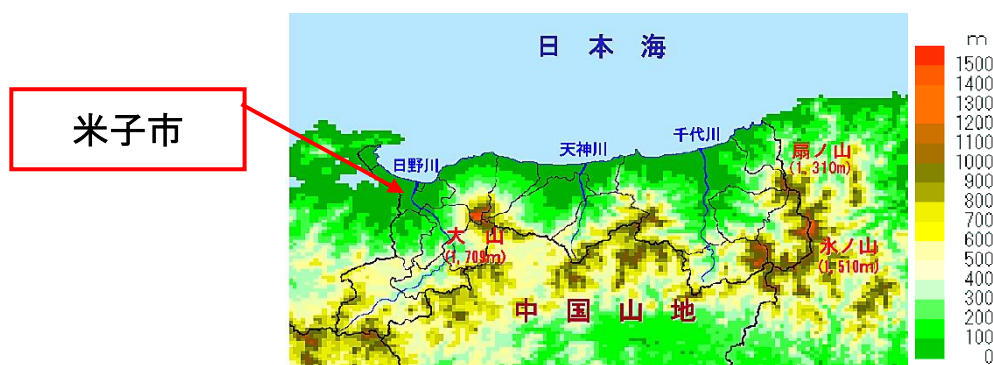 米子市
日本海
日野川
天神川
千代川
扇ノ山
(1,310m)
大山
(1,709m)
氷ノ山
(1,510m)
中国山地
m
1500
1400
1300
1200
1100
1000
900
800
700
600
500
400
300
200
100
0